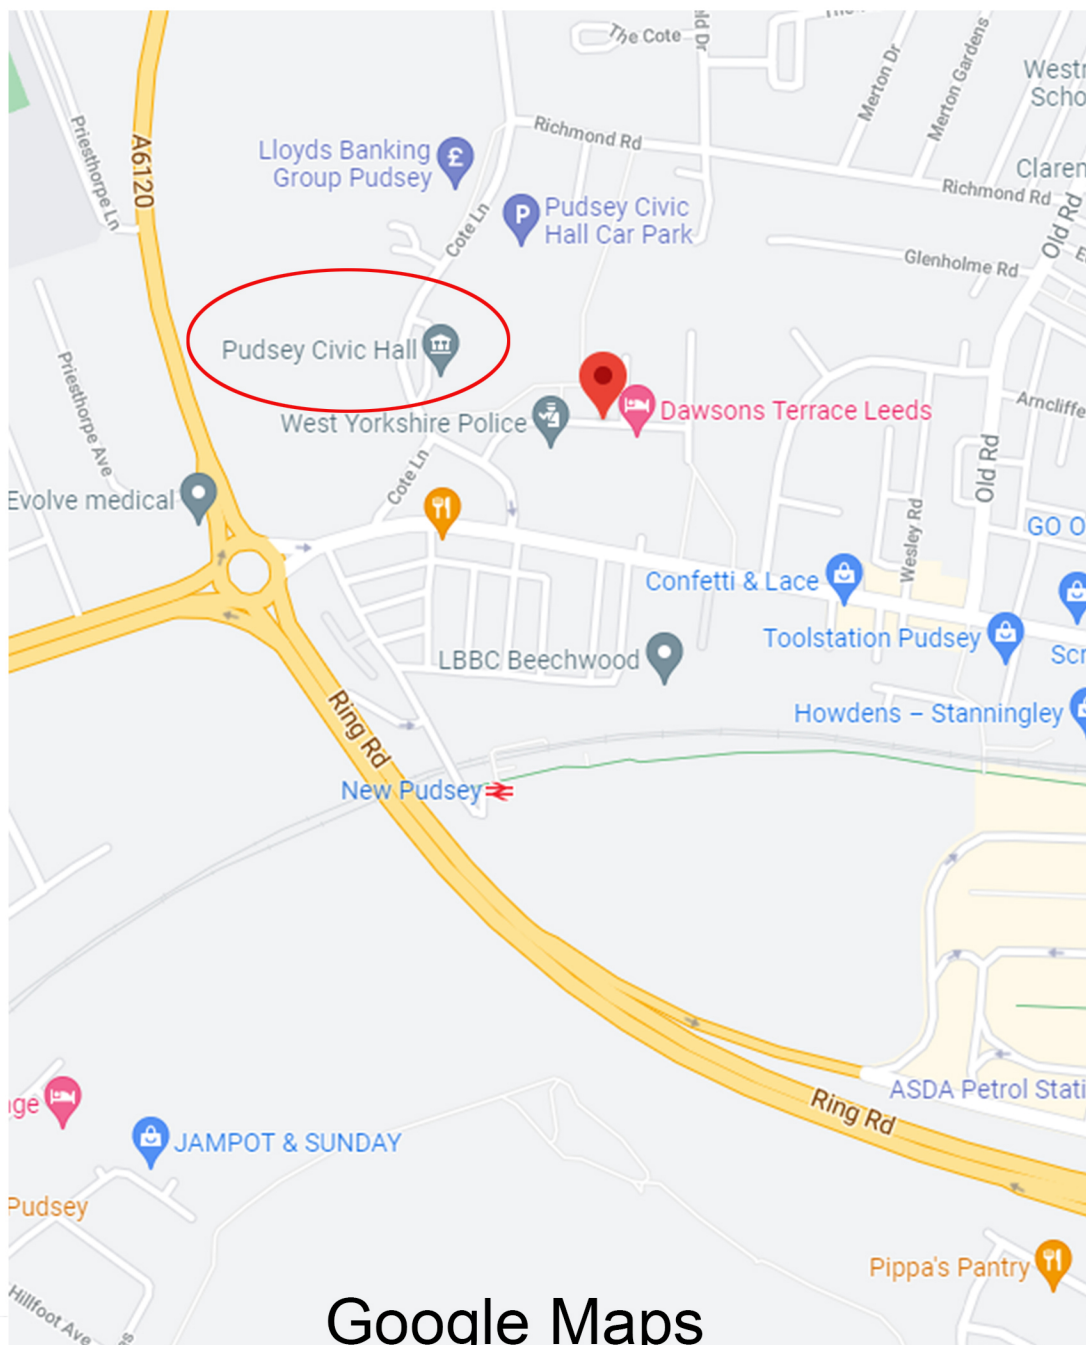 The Cote
Merton Dr
Merton Gardens
Priesthorpe Ln
A6120
Lloyds Banking
Group Pudsey
Richmond Rd
Richmond Rd
Cote Ln
Pudsey Civic
Hall Car Park
Old Rd
Glenholme Rd
Pudsey Civic Hall
Priesthorpe Ave
West Yorkshire Police
Dawsons Terrace Leeds
Arncliffe
Cote Ln
Old Rd
Evolve medical
Wesley Rd
GO O
Confetti & Lace
Toolstation Pudsey
LBBC Beechwood
Scr
Ring Rd
Howdens – Stanningley
New Pudsey
ASDA Petrol Stati
Ring Rd
JAMPOT & SUNDAY
Pudsey
Pippa's Pantry
Hillfoot Ave
Google Maps